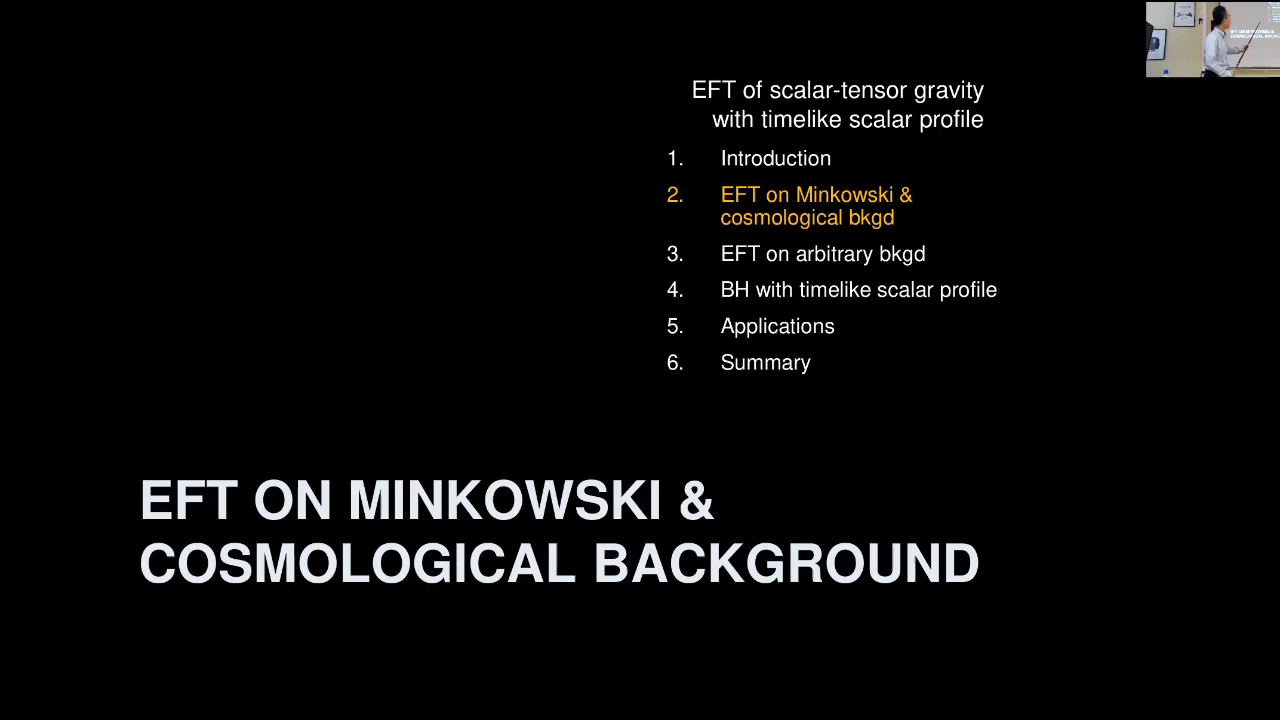 EFT of scalar-tensor gravity
with timelike scalar profile
1. Introduction
2. EFT on Minkowski &
cosmological bkgd
3. EFT on arbitrary bkgd
4. BH with timelike scalar profile
5. Applications
6. Summary
EFT ON MINKOWSKI &
COSMOLOGICAL BACKGROUND